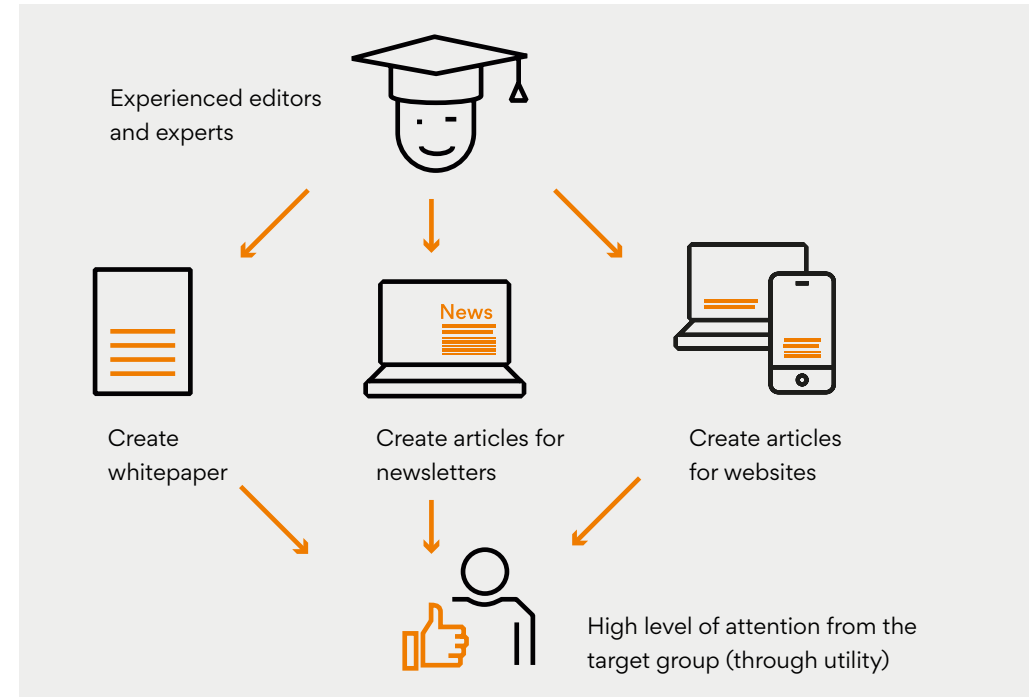 Experienced editors
and experts
News
Create
whitepaper
Create articles for
newsletters
Create articles
for websites
High level of attention from the
target group (through utility)